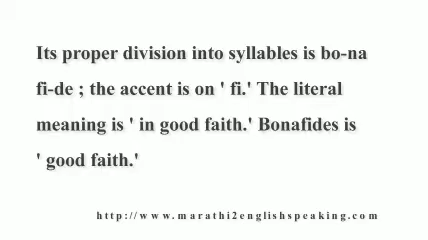 Its proper division into syllables is bo-na
fi-de ; the accent is on ' fi.' The literal
meaning is ' in good faith.' Bonafides is
' good faith.'
http://www.marathi2englishspeaking.com